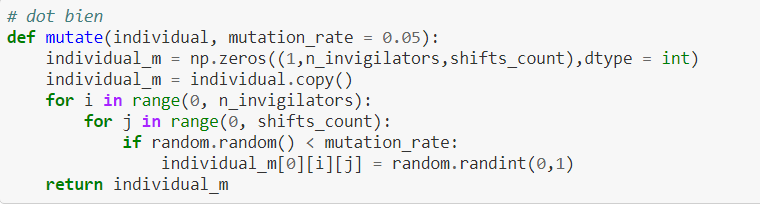 # dot bien
def mutate(individual, mutation_rate = 0.05):
    individual_m = np.zeros((1,n_invigilators,shifts_count),dtype = int)
    individual_m = individual.copy()
    for i in range(0, n_invigilators):
        for j in range(0, shifts_count):
            if random.random() < mutation_rate:
                individual_m[0][i][j] = random.randint(0,1)
    return individual_m